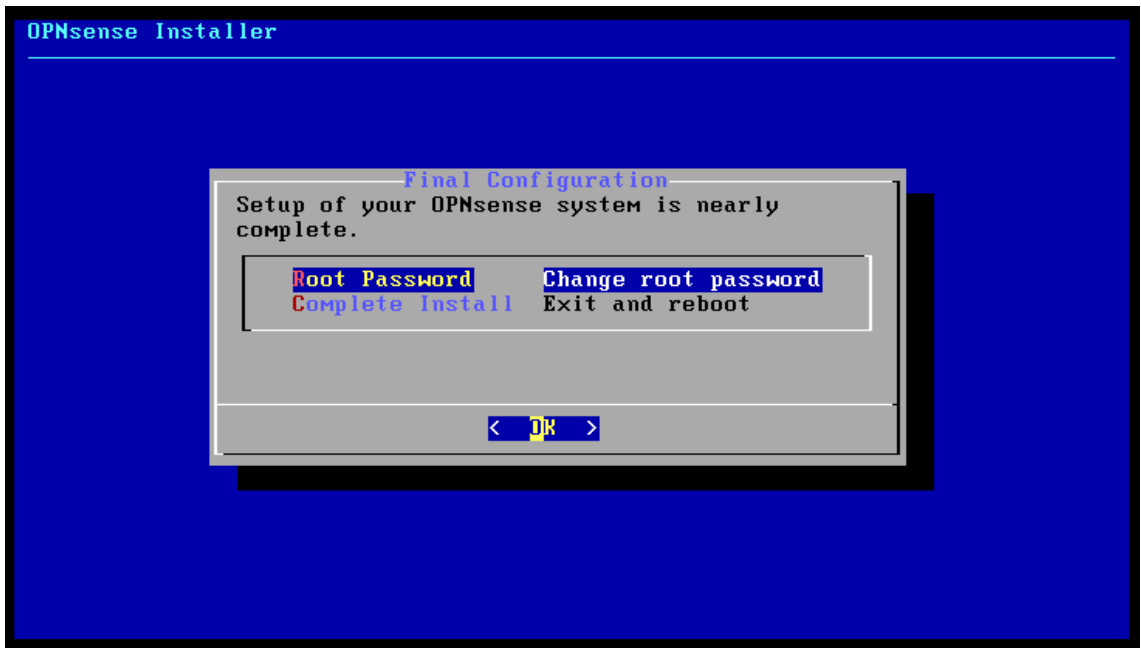 OPNsense Installer
Final Configuration
Setup of your OPNsense system is nearly
complete.
Root Password Change root password
Complete Install Exit and reboot
< OK >